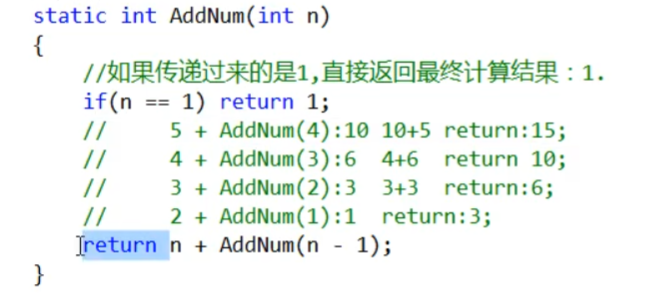 static int AddNum(int n)
{
//如果传递过来的是1,直接返回最终计算结果：1.
if(n == 1) return 1;
// 5 + AddNum(4):10 10+5 return:15;
// 4 + AddNum(3):6 4+6 return 10;
// 3 + AddNum(2):3 3+3 return:6;
// 2 + AddNum(1):1 return:3;
return n + AddNum(n - 1);
}